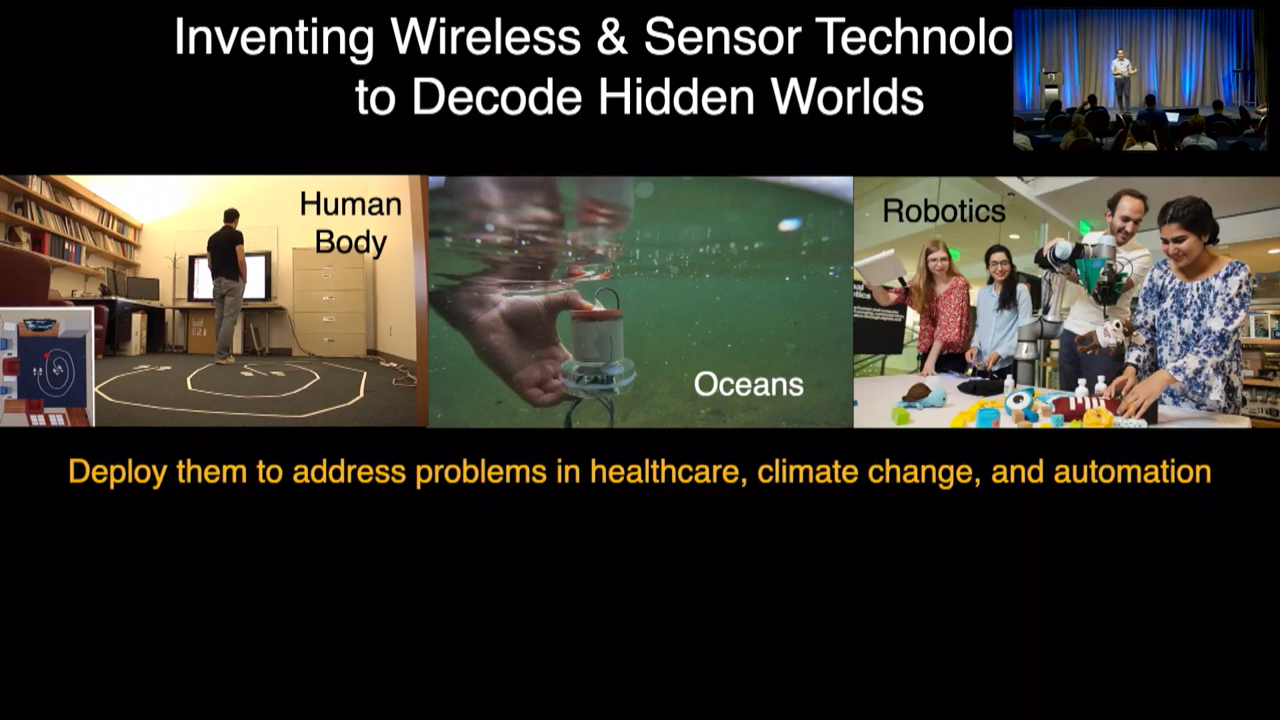 Inventing Wireless & Sensor Technolo
to Decode Hidden Worlds
Human
Body
Oceans
Robotics
Deploy them to address problems in healthcare, climate change, and automation